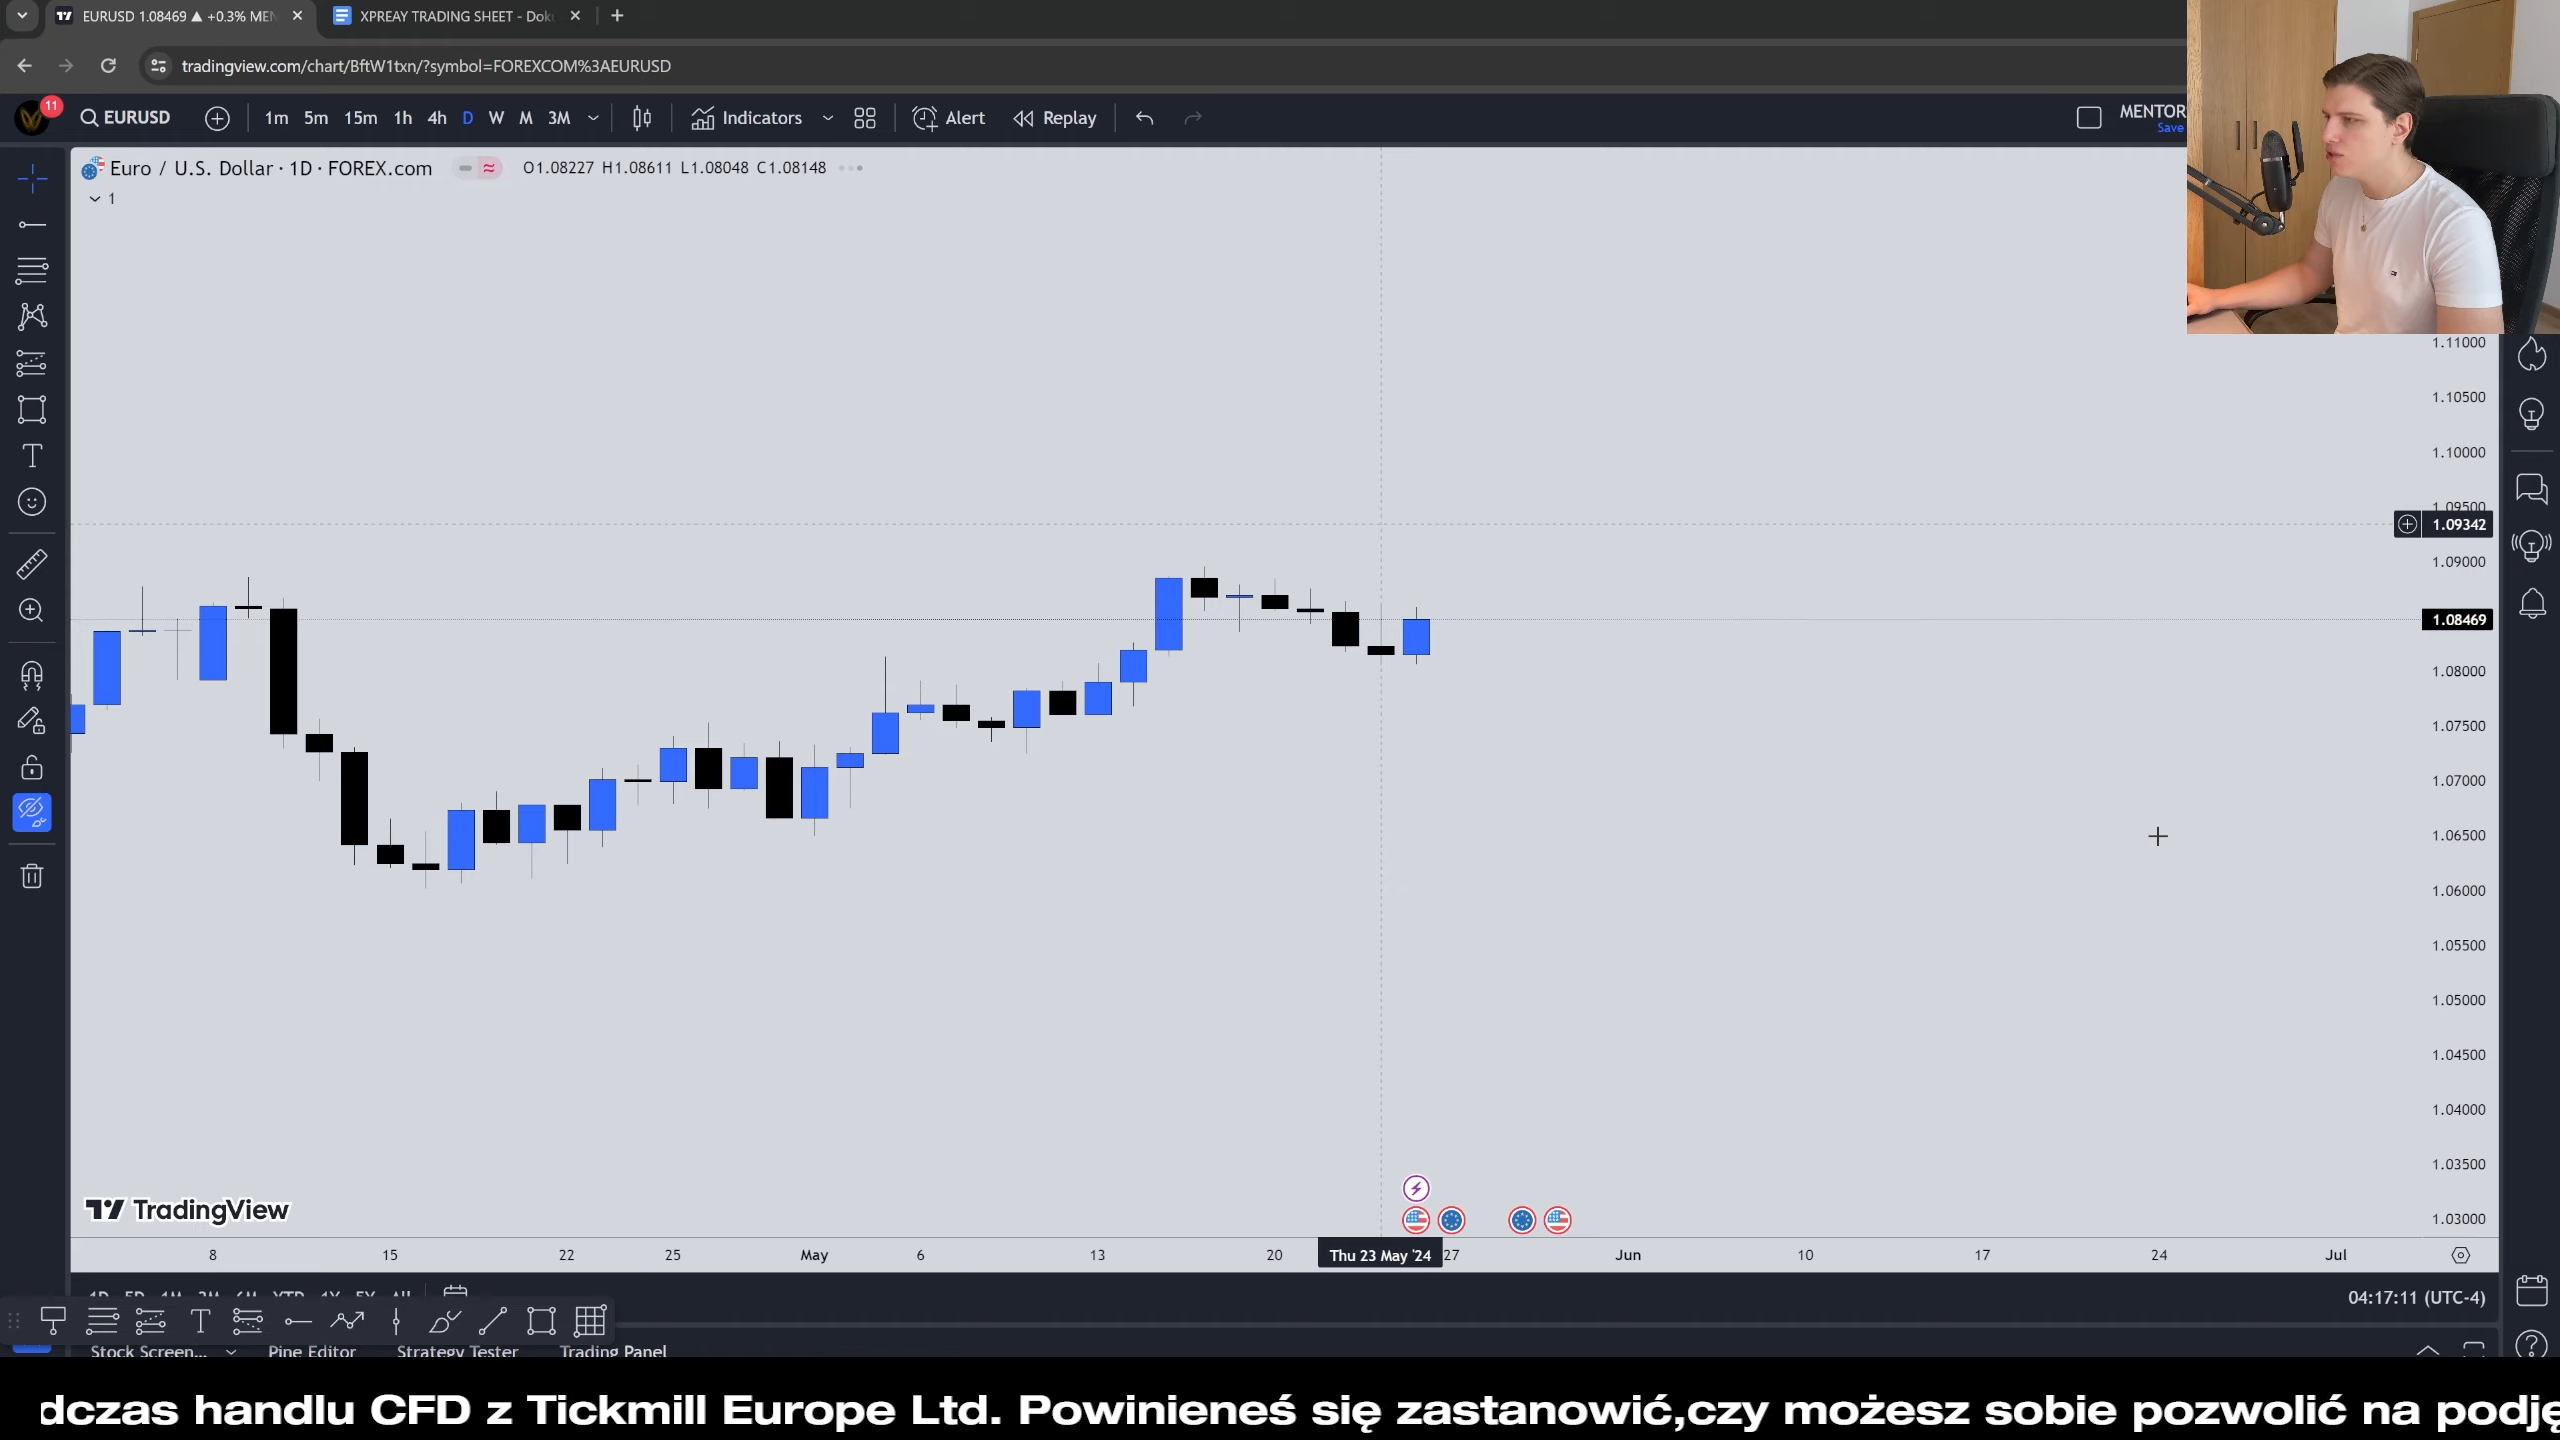 EURUSD 1.08469 ▲ +0.3% MEN
XPREAY TRADING SHEET - Dok
tradingview.com/chart/BftW1txn/?symbol=FOREXCOM%3AEURUSD
11
EURUSD 1m 5m 15m 1h 4h D W M 3M Indicators Alert Replay
MENTOR
Save
Euro / U.S. Dollar · 1D · FOREX.com O1.08227 H1.08611 L1.08048 C1.08148
1
1.11000
1.10500
1.10000
1.09500
1.09342
1.09000
1.08469
1.08000
1.07500
1.07000
1.06500
1.06000
1.05500
1.05000
1.04500
1.04000
1.03500
1.03000
TradingView
8 15 22 25 May 6 13 20 Thu 23 May '24 27 Jun 10 17 24 Jul
1D 5D 1M 3M 6M YTD 1Y 5Y All
04:17:11 (UTC-4)
Stock Screen... Pine Editor Strategy Tester Trading Panel
dczas handlu CFD z Tickmill Europe Ltd. Powinieneś się zastanowić,czy możesz sobie pozwolić na podję